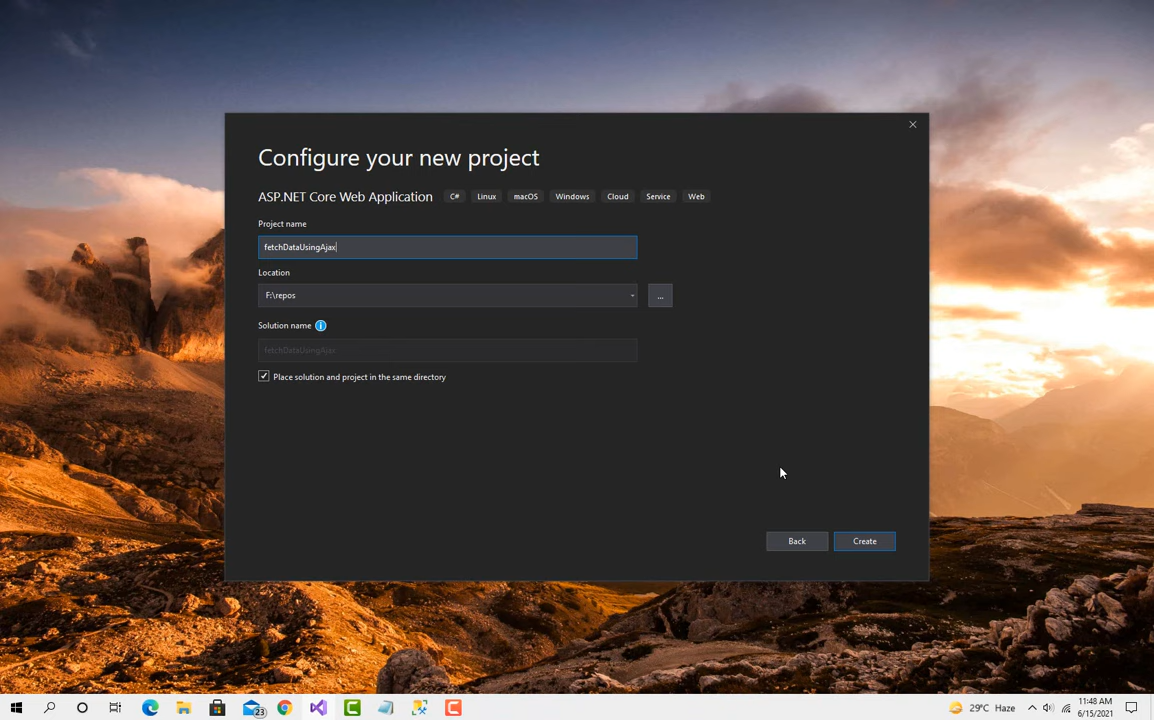 Configure your new project
ASP.NET Core Web Application C# Linux macOS Windows Cloud Service Web
Project name
fetchDataUsingAjax
Location
F:\repos
...
Solution name
fetchDataUsingAjax
Place solution and project in the same directory
Back Create
23
29°C Haze
11:48 AM
6/15/2021